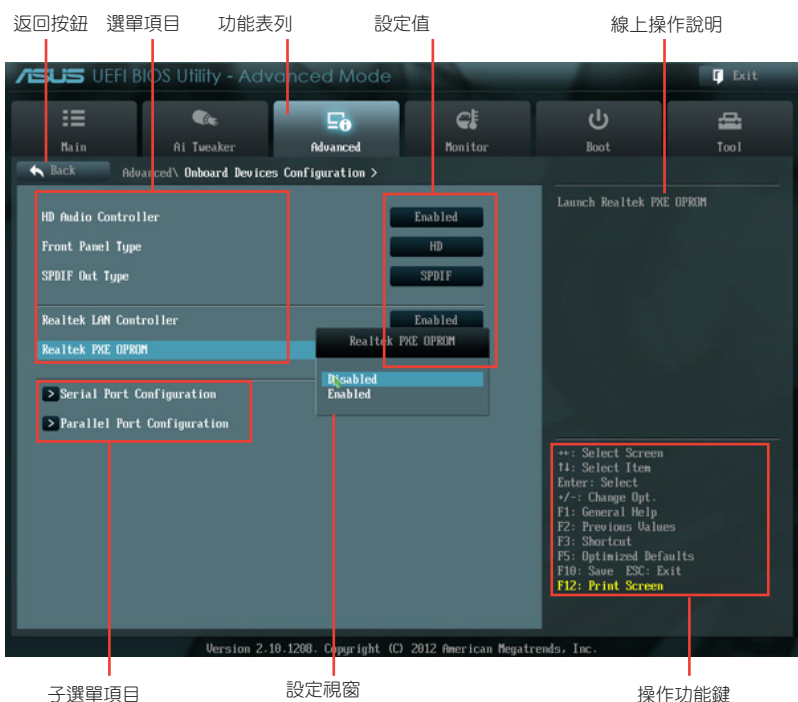 返回按鈕 選單項目 功能表列 設定值 線上操作說明
ASUS UEFI BIOS Utility - Advanced Mode
Exit
Main Ai Tweaker Advanced Monitor Boot Tool
Back Advanced\ Onboard Devices Configuration >
Launch Realtek PXE OPROM
HD Audio Controller Enabled
Front Panel Type HD
SPDIF Out Type SPDIF
Realtek LAN Controller Enabled
Realtek PXE OPROM
Realtek PXE OPROM
Disabled
Enabled
> Serial Port Configuration
> Parallel Port Configuration
→←: Select Screen
↑↓: Select Item
Enter: Select
+/-: Change Opt.
F1: General Help
F2: Previous Values
F3: Shortcut
F5: Optimized Defaults
F10: Save ESC: Exit
F12: Print Screen
Version 2.10.1208. Copyright (C) 2012 American Megatrends, Inc.
子選單項目 設定視窗 操作功能鍵